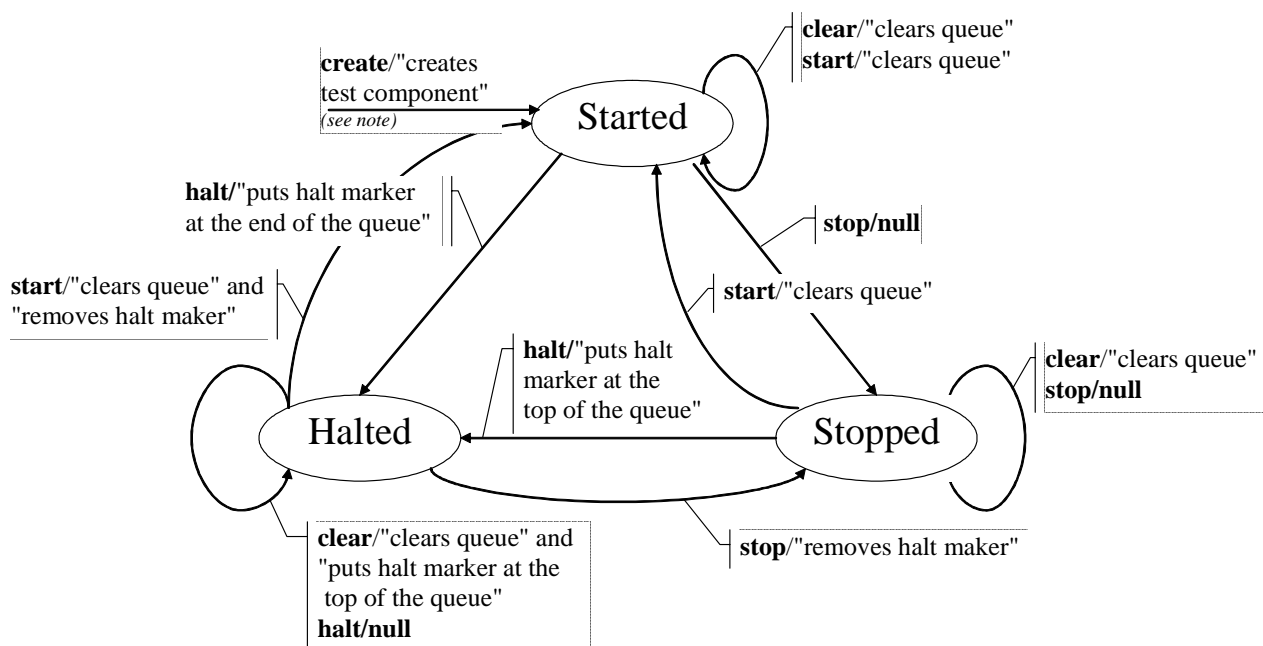 clear/"clears queue"
start/"clears queue"
create/"creates
test component"
(see note)
Started
halt/"puts halt marker
at the end of the queue"
stop/null
start/"clears queue" and
"removes halt maker"
start/"clears queue"
halt/"puts halt
marker at the
top of the queue"
clear/"clears queue"
stop/null
Halted
Stopped
clear/"clears queue" and
"puts halt marker at the
top of the queue"
halt/null
stop/"removes halt maker"